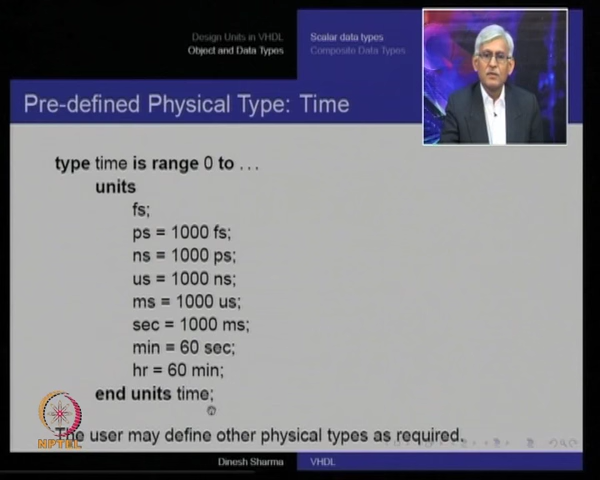 Design Units in VHDL
Object and Data Types
Scalar data types
Composite Data Types
Pre-defined Physical Type: Time
type time is range 0 to . . .
units
fs;
ps = 1000 fs;
ns = 1000 ps;
us = 1000 ns;
ms = 1000 us;
sec = 1000 ms;
min = 60 sec;
hr = 60 min;
end units time;
The user may define other physical types as required.
NPTEL
Dinesh Sharma
VHDL